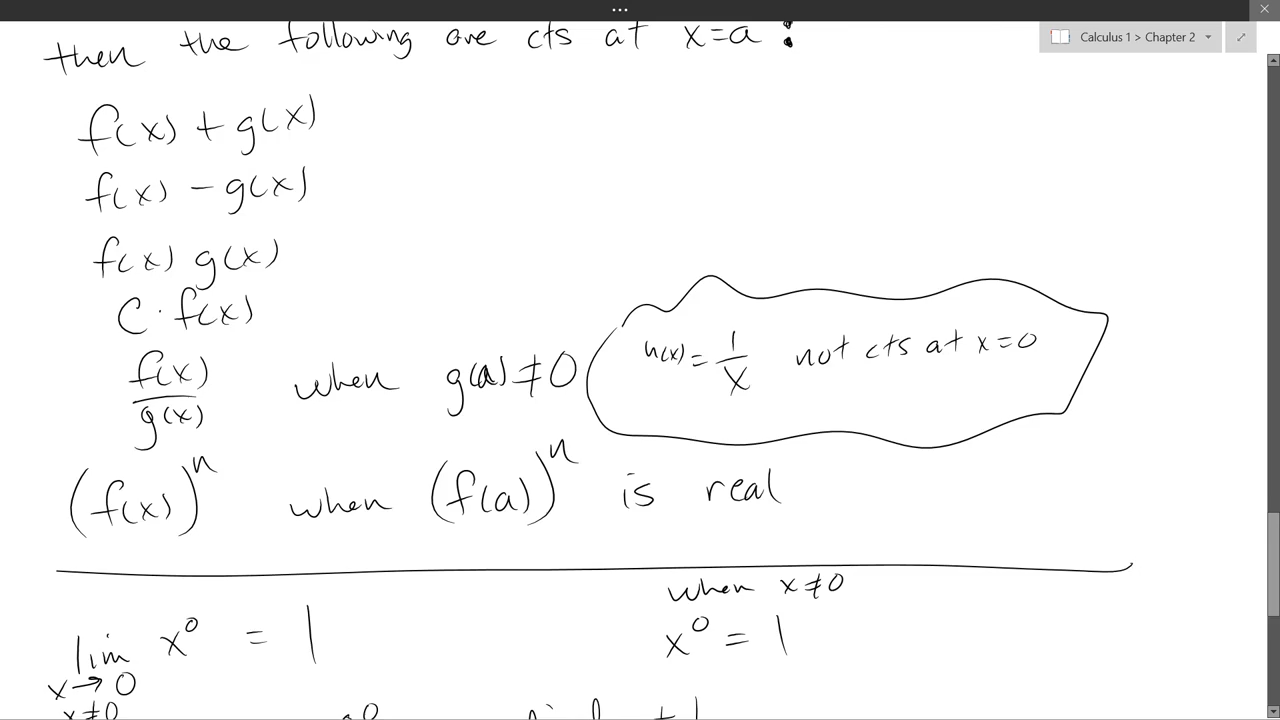 ...
Calculus 1 > Chapter 2
then the following are cts at x=a :
f(x) + g(x)
f(x) - g(x)
f(x) g(x)
c · f(x)
f(x)/g(x) when g(a) ≠ 0
h(x) = 1/x not cts at x=0
(f(x))^n when (f(a))^n is real
when x≠0
lim x→0 x^0 = 1
x≠0
x^0 = 1